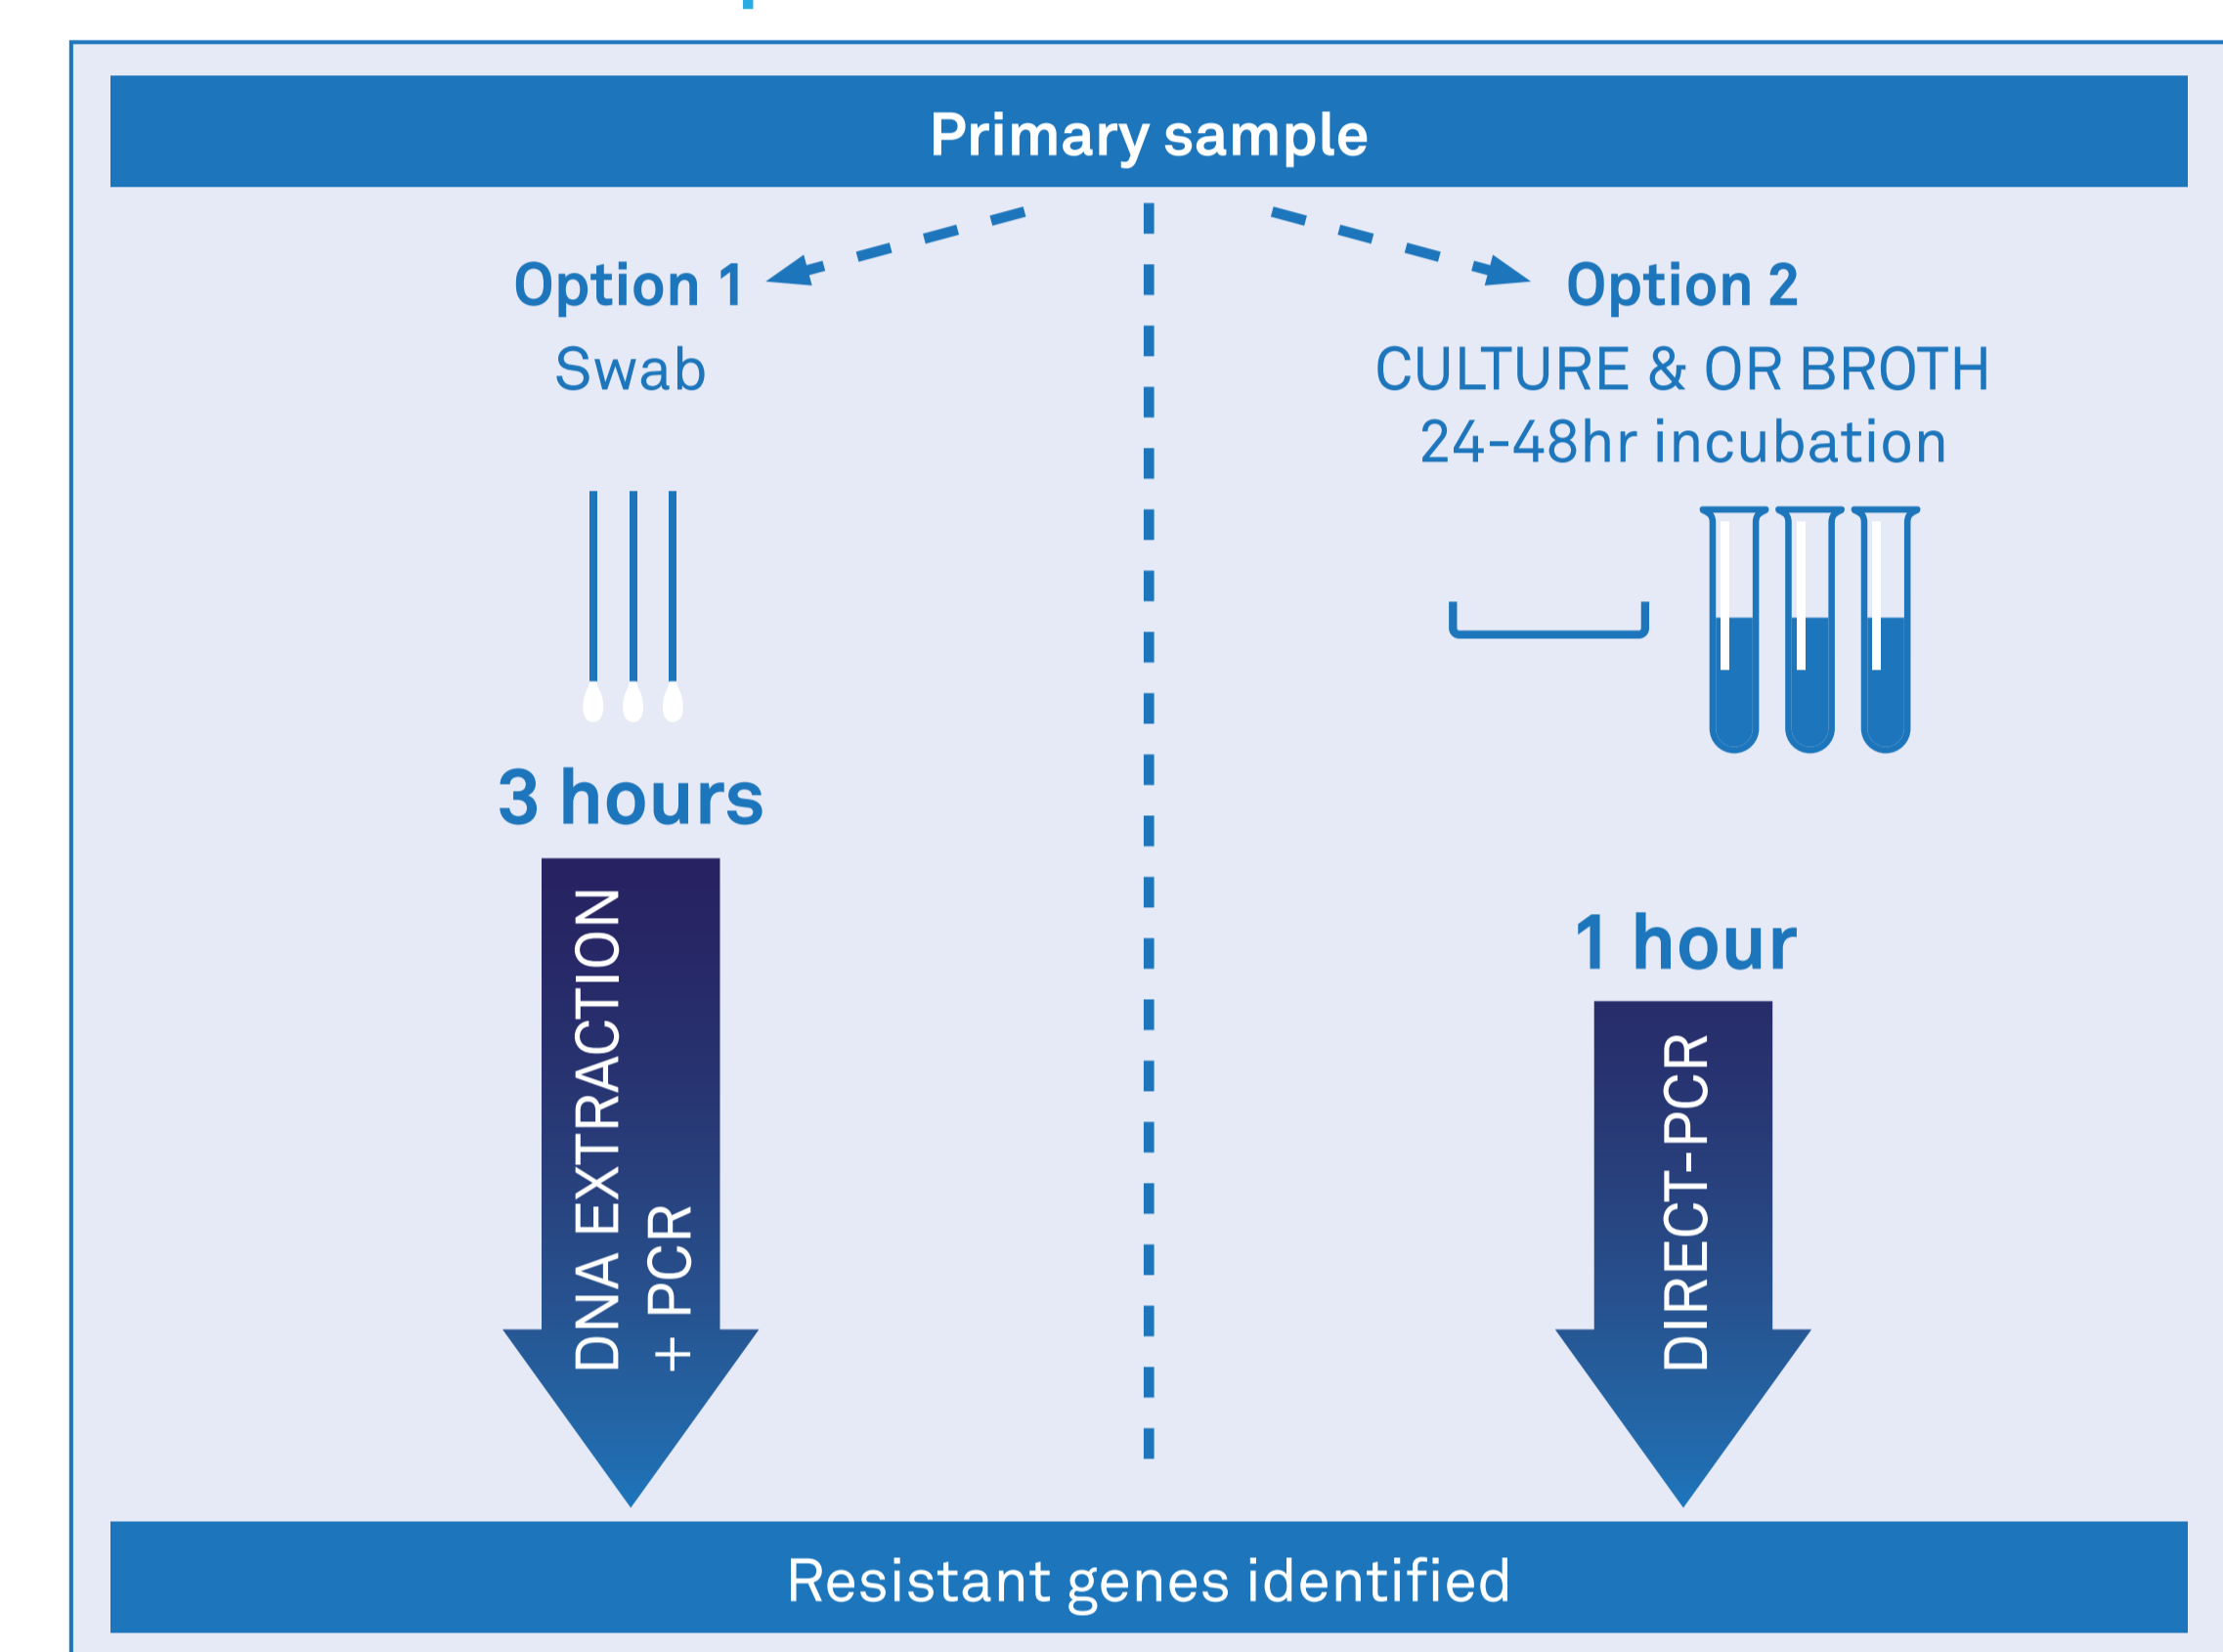 Primary sample
Option 1
Swab
3 hours
DNA EXTRACTION
+ PCR
Option 2
CULTURE & OR BROTH
24-48hr incubation
1 hour
DIRECT-PCR
Resistant genes identified